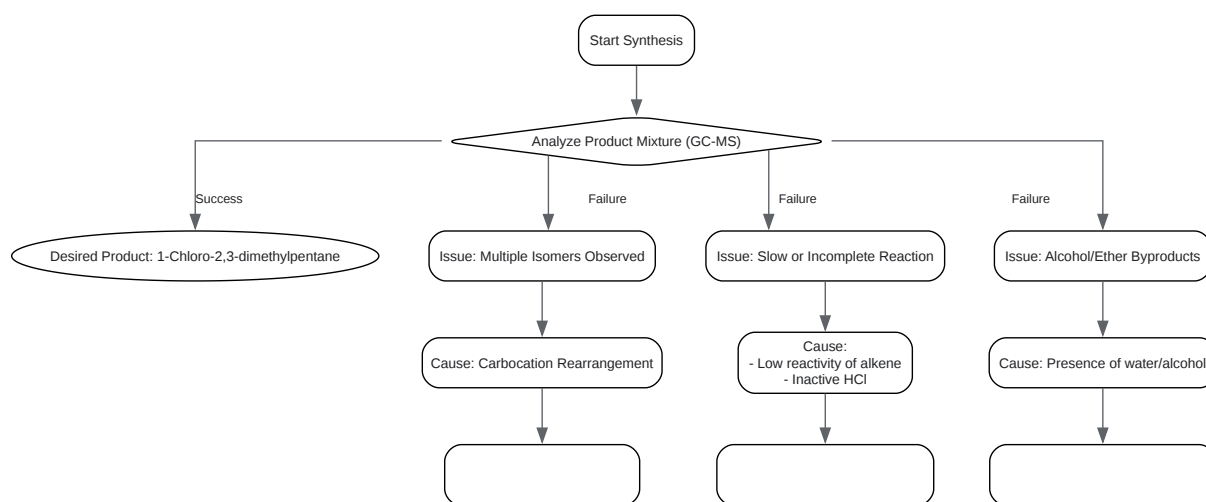 Start Synthesis
Analyze Product Mixture (GC-MS)
Success
Failure
Failure
Failure
Desired Product: 1-Chloro-2,3-dimethylpentane
Issue: Multiple Isomers Observed
Issue: Slow or Incomplete Reaction
Issue: Alcohol/Ether Byproducts
Cause: Carbocation Rearrangement
Cause:
- Low reactivity of alkene
- Inactive HCl
Cause: Presence of water/alcohol